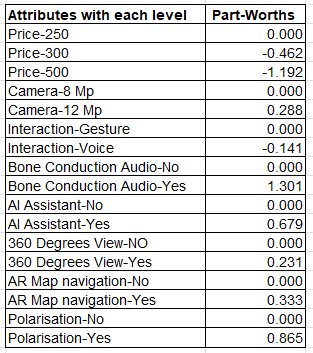 Attributes with each level Part-Worths
Price-250 0.000
Price-300 -0.462
Price-500 -1.192
Camera-8 Mp 0.000
Camera-12 Mp 0.288
Interaction-Gesture 0.000
Interaction-Voice -0.141
Bone Conduction Audio-No 0.000
Bone Conduction Audio-Yes 1.301
AI Assistant-No 0.000
AI Assistant-Yes 0.679
360 Degrees View-NO 0.000
360 Degrees View-Yes 0.231
AR Map navigation-No 0.000
AR Map navigation-Yes 0.333
Polarisation-No 0.000
Polarisation-Yes 0.865